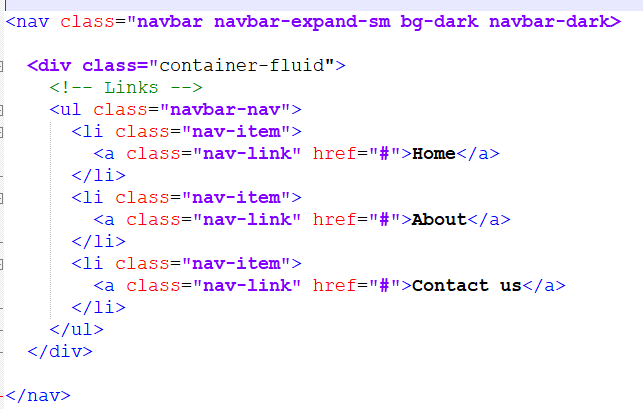 <nav class="navbar navbar-expand-sm bg-dark navbar-dark>
<div class="container-fluid">
<!-- Links -->
<ul class="navbar-nav">
<li class="nav-item">
<a class="nav-link" href="#">Home</a>
</li>
<li class="nav-item">
<a class="nav-link" href="#">About</a>
</li>
<li class="nav-item">
<a class="nav-link" href="#">Contact us</a>
</li>
</ul>
</div>
</nav>